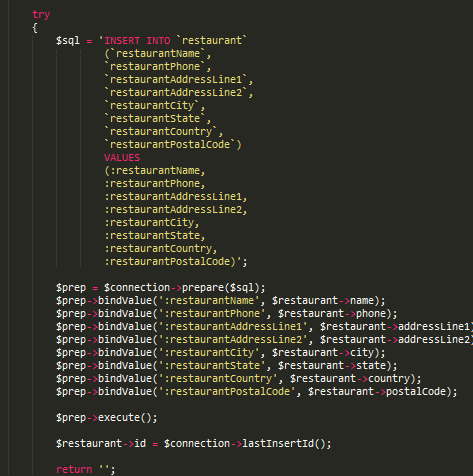 try
{
$sql = 'INSERT INTO `restaurant`
(`restaurantName`,
`restaurantPhone`,
`restaurantAddressLine1`,
`restaurantAddressLine2`,
`restaurantCity`,
`restaurantState`,
`restaurantCountry`,
`restaurantPostalCode`)
VALUES
(:restaurantName,
:restaurantPhone,
:restaurantAddressLine1,
:restaurantAddressLine2,
:restaurantCity,
:restaurantState,
:restaurantCountry,
:restaurantPostalCode)';
$prep = $connection->prepare($sql);
$prep->bindValue(':restaurantName', $restaurant->name);
$prep->bindValue(':restaurantPhone', $restaurant->phone);
$prep->bindValue(':restaurantAddressLine1', $restaurant->addressLine1)
$prep->bindValue(':restaurantAddressLine2', $restaurant->addressLine2)
$prep->bindValue(':restaurantCity', $restaurant->city);
$prep->bindValue(':restaurantState', $restaurant->state);
$prep->bindValue(':restaurantCountry', $restaurant->country);
$prep->bindValue(':restaurantPostalCode', $restaurant->postalCode);
$prep->execute();
$restaurant->id = $connection->lastInsertId();
return '';